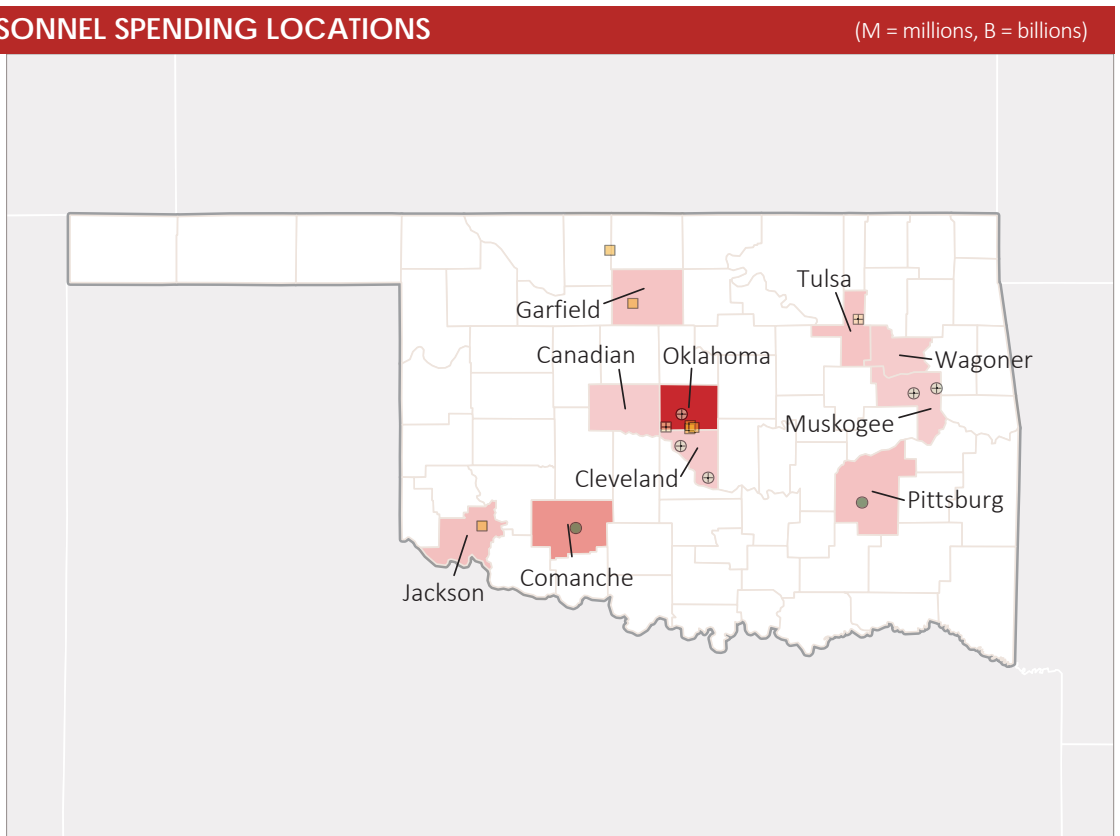 SONNEL SPENDING LOCATIONS (M = millions, B = billions)
Tulsa
Garfield
Canadian Oklahoma
Wagoner
Muskogee
Cleveland
Pittsburg
Comanche
Jackson